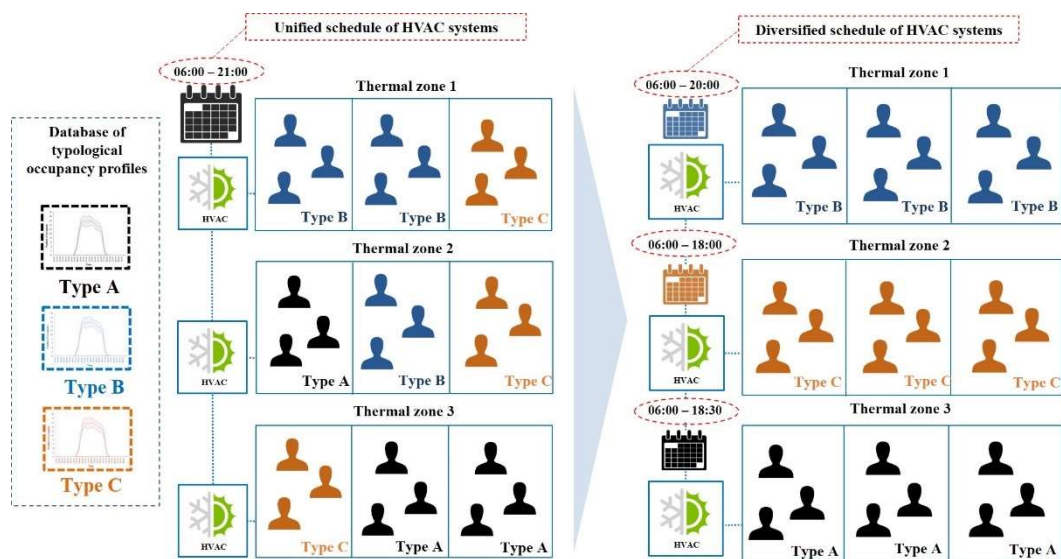 Unified schedule of HVAC systems
Diversified schedule of HVAC systems
Database of
typological
occupancy profiles
Type A
Type B
Type C
06:00 – 21:00
Thermal zone 1
HVAC
Type B
Type B
Type C
Thermal zone 2
HVAC
Type A
Type B
Type C
Thermal zone 3
HVAC
Type C
Type A
Type A
06:00 – 20:00
Thermal zone 1
HVAC
Type B
Type B
Type B
06:00 – 18:00
Thermal zone 2
HVAC
Type C
Type C
Type C
06:00 – 18:30
Thermal zone 3
HVAC
Type A
Type A
Type A